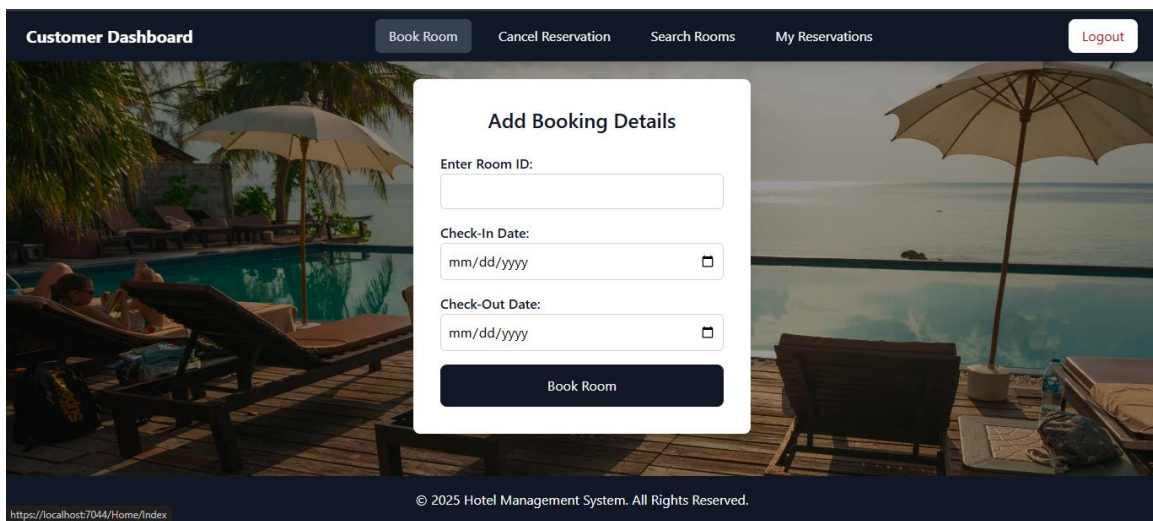 Customer Dashboard
Book Room
Cancel Reservation
Search Rooms
My Reservations
Logout
Add Booking Details
Enter Room ID:
Check-In Date:
mm/dd/yyyy
Check-Out Date:
mm/dd/yyyy
Book Room
© 2025 Hotel Management System. All Rights Reserved.
https://localhost:7044/Home/Index